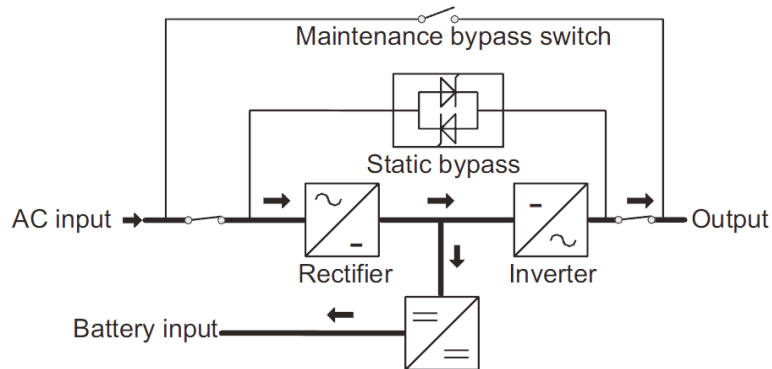 Maintenance bypass switch
Static bypass
AC input
Output
Rectifier
Inverter
Battery input